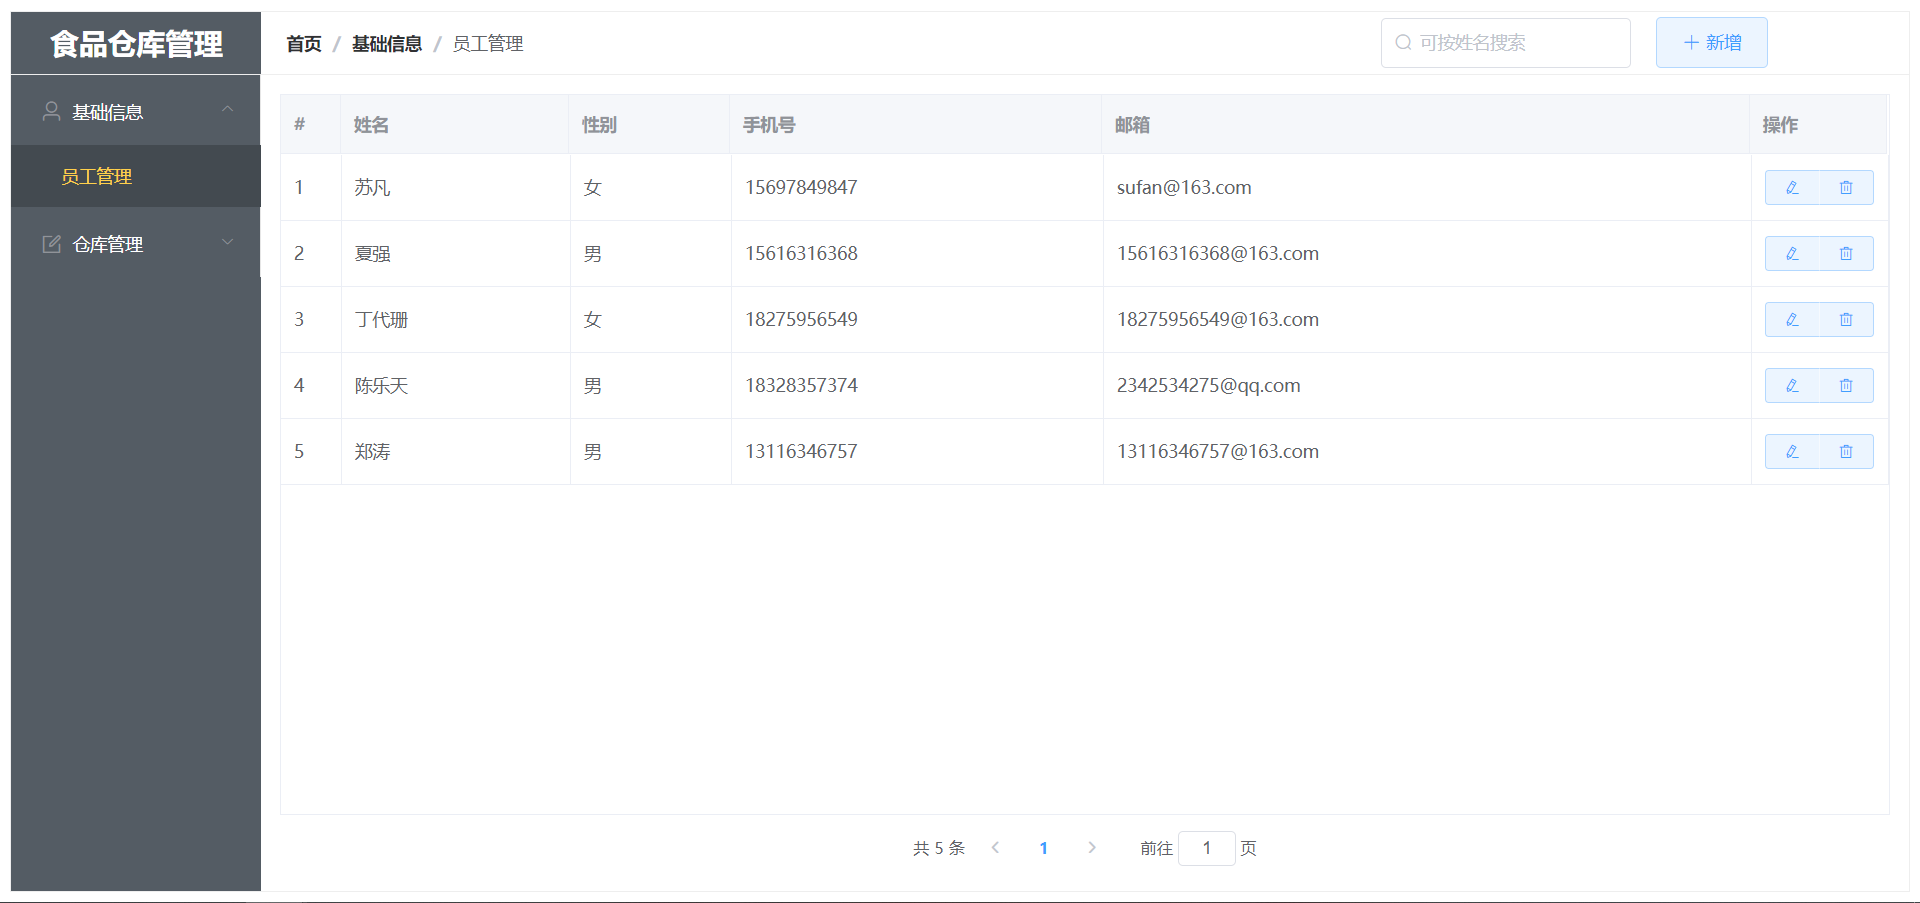 食品仓库管理
首页 / 基础信息 / 员工管理
可按姓名搜索
新增
基础信息
员工管理
仓库管理
# 姓名 性别 手机号 邮箱 操作
1 苏凡 女 15697849847 sufan@163.com
2 夏强 男 15616316368 15616316368@163.com
3 丁代珊 女 18275956549 18275956549@163.com
4 陈乐天 男 18328357374 2342534275@qq.com
5 郑涛 男 13116346757 13116346757@163.com
共 5 条 1 前往 1 页